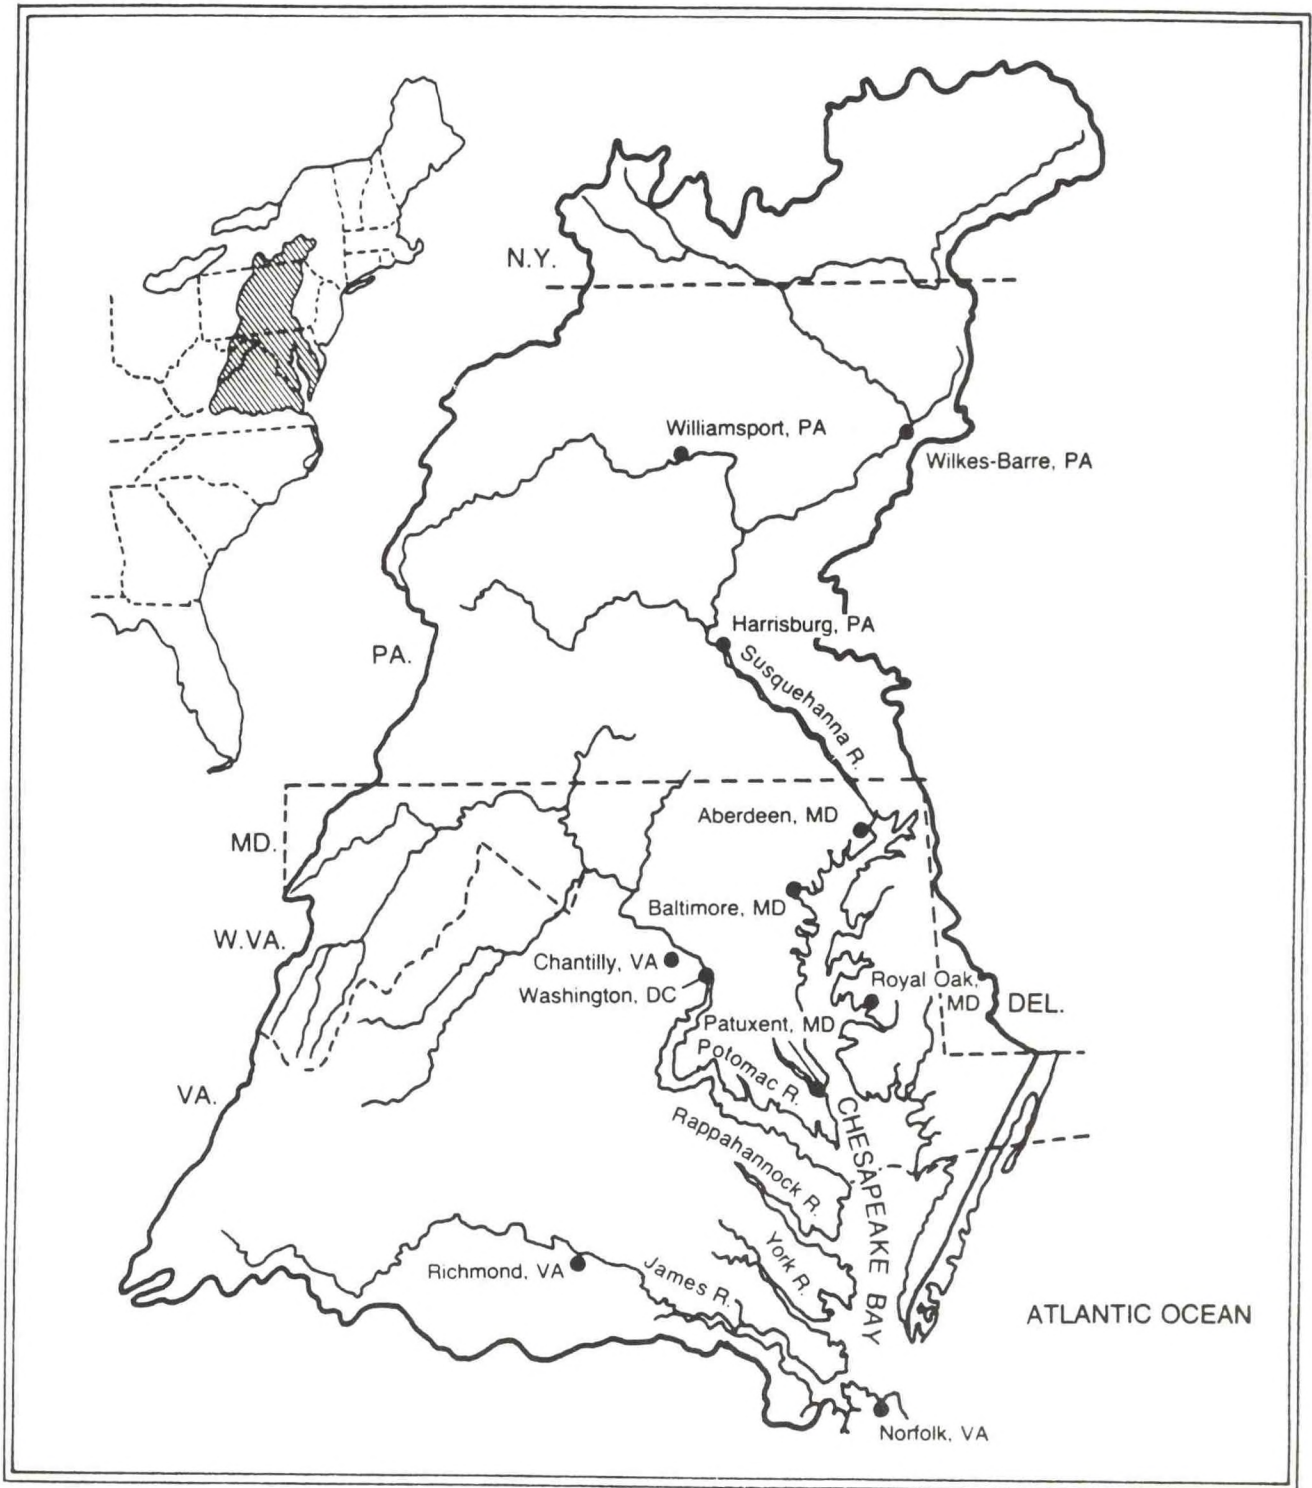 N.Y.
Williamsport, PA
Wilkes-Barre, PA
Harrisburg, PA
PA.
Susquehanna R.
Aberdeen, MD
MD.
Baltimore, MD
W.VA.
Chantilly, VA
Washington, DC
Royal Oak,
MD
DEL.
Patuxent, MD
Potomac R.
VA.
Rappahannock R.
CHESAPEAKE BAY
York R.
Richmond, VA
James R.
ATLANTIC OCEAN
Norfolk, VA